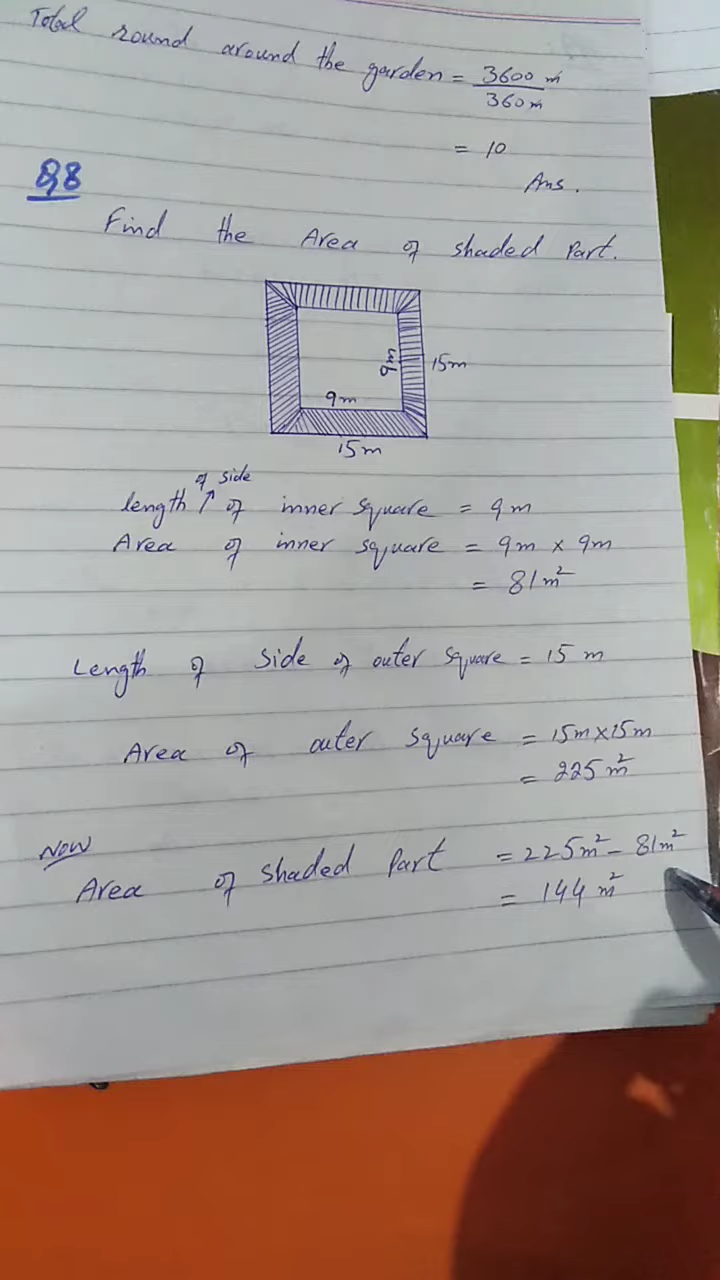 Total round around the garden = 3600 m
360 m
= 10
Ans.
Q8
Find the Area of shaded Part.
9m
15m
9m
15m
of side
length ↑ of inner square = 9m
Area of inner square = 9m x 9m
= 81m²
Length of side of outer square = 15 m
Area of outer square = 15m x 15m
= 225m²
Now
Area of shaded Part = 225m² - 81m²
= 144 m²